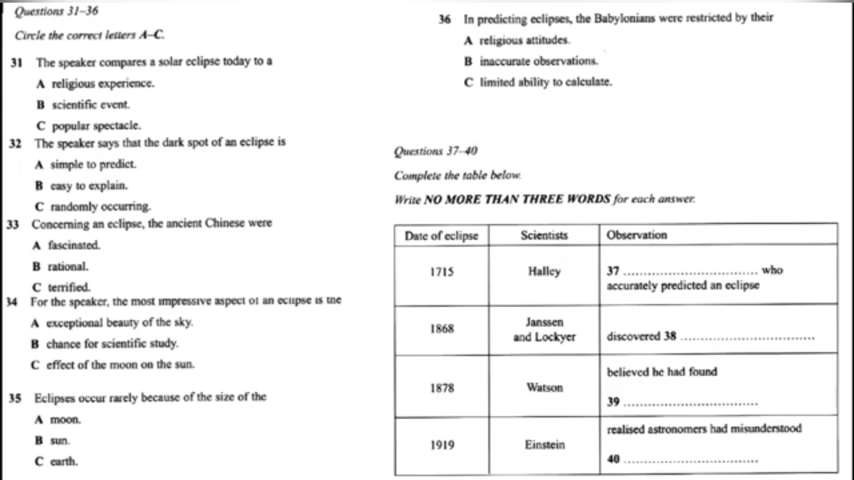 Questions 31–36
Circle the correct letters A–C.
31 The speaker compares a solar eclipse today to a
A religious experience.
B scientific event.
C popular spectacle.
32 The speaker says that the dark spot of an eclipse is
A simple to predict.
B easy to explain.
C randomly occurring.
33 Concerning an eclipse, the ancient Chinese were
A fascinated.
B rational.
C terrified.
34 For the speaker, the most impressive aspect of an eclipse is the
A exceptional beauty of the sky.
B chance for scientific study.
C effect of the moon on the sun.
35 Eclipses occur rarely because of the size of the
A moon.
B sun.
C earth.
36 In predicting eclipses, the Babylonians were restricted by their
A religious attitudes.
B inaccurate observations.
C limited ability to calculate.
Questions 37–40
Complete the table below.
Write NO MORE THAN THREE WORDS for each answer.
Date of eclipse Scientists Observation
1715 Halley 37 .................................. who
accurately predicted an eclipse
1868 Janssen
and Lockyer discovered 38 ..................................
1878 Watson believed he had found
39 ..................................
1919 Einstein realised astronomers had misunderstood
40 ..................................